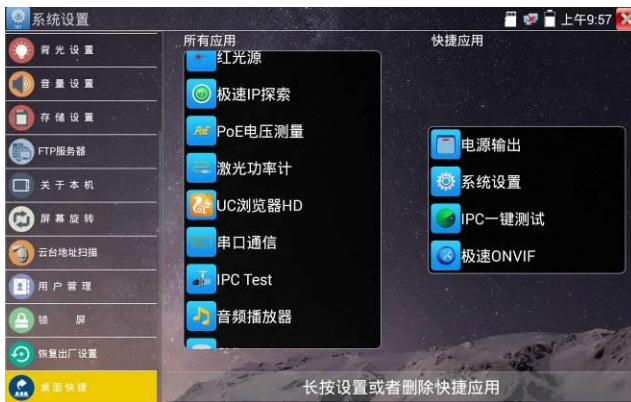 系统设置
上午9:57
背光设置
音量设置
存储设置
FTP服务器
关于本机
屏幕旋转
云台地址扫描
用户管理
锁 屏
恢复出厂设置
桌面快捷
所有应用
红光源
极速IP探索
PoE
PoE电压测量
激光功率计
UC浏览器HD
串口通信
IPC Test
音频播放器
快捷应用
电源输出
系统设置
IPC一键测试
极速ONVIF
长按设置或者删除快捷应用